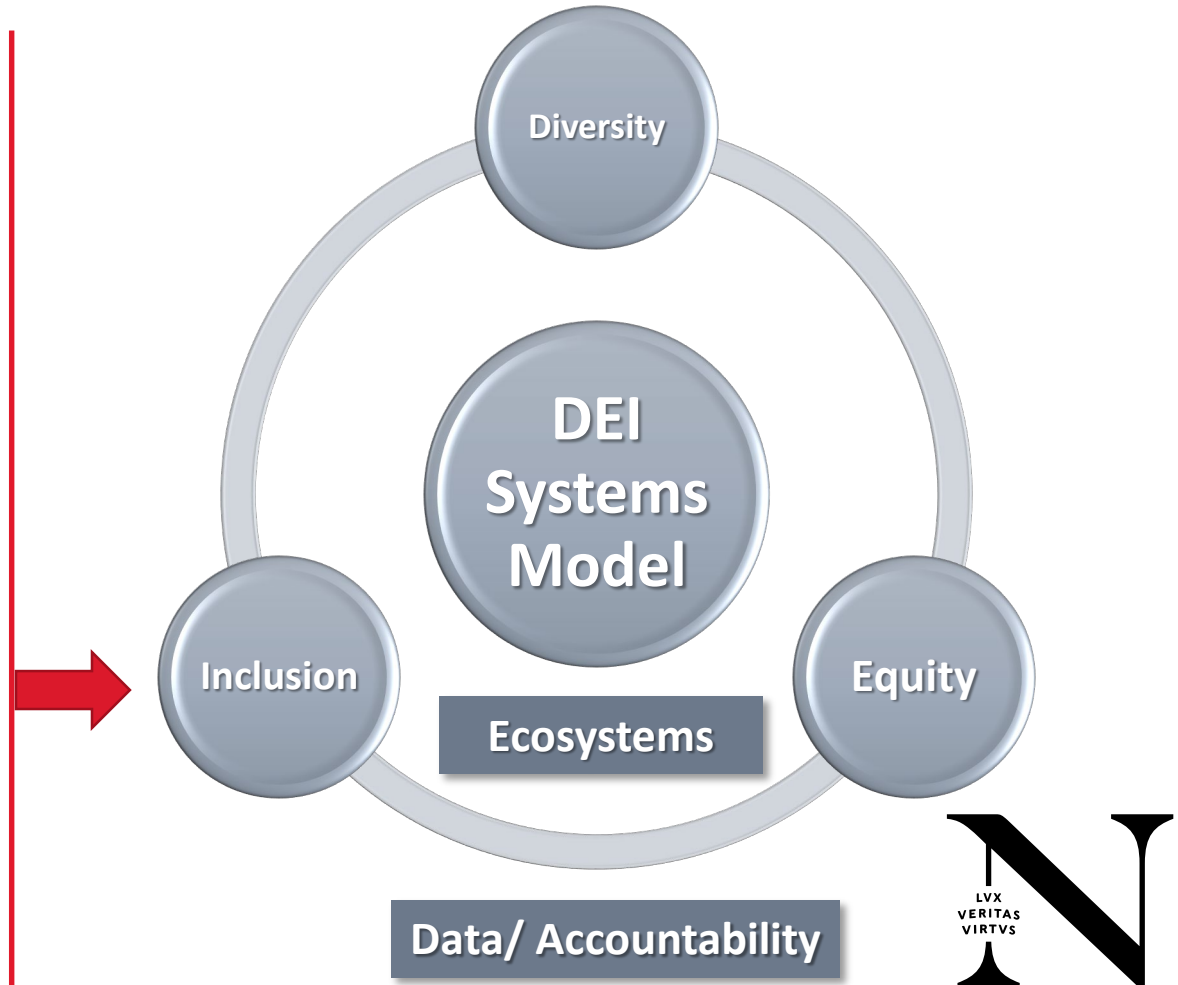 Diversity
DEI
Systems
Model
Inclusion
Equity
Ecosystems
LVX
VERITAS
VIRTVS
Data/ Accountability
N